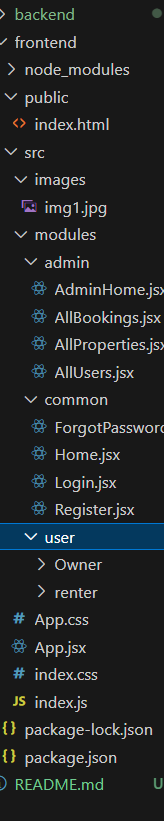 backend
frontend
node_modules
public
index.html
src
images
img1.jpg
modules
admin
AdminHome.jsx
AllBookings.jsx
AllProperties.jsx
AllUsers.jsx
common
ForgotPassword
Home.jsx
Login.jsx
Register.jsx
user
Owner
renter
# App.css
App.jsx
# index.css
JS index.js
{} package-lock.json
{} package.json
README.md U